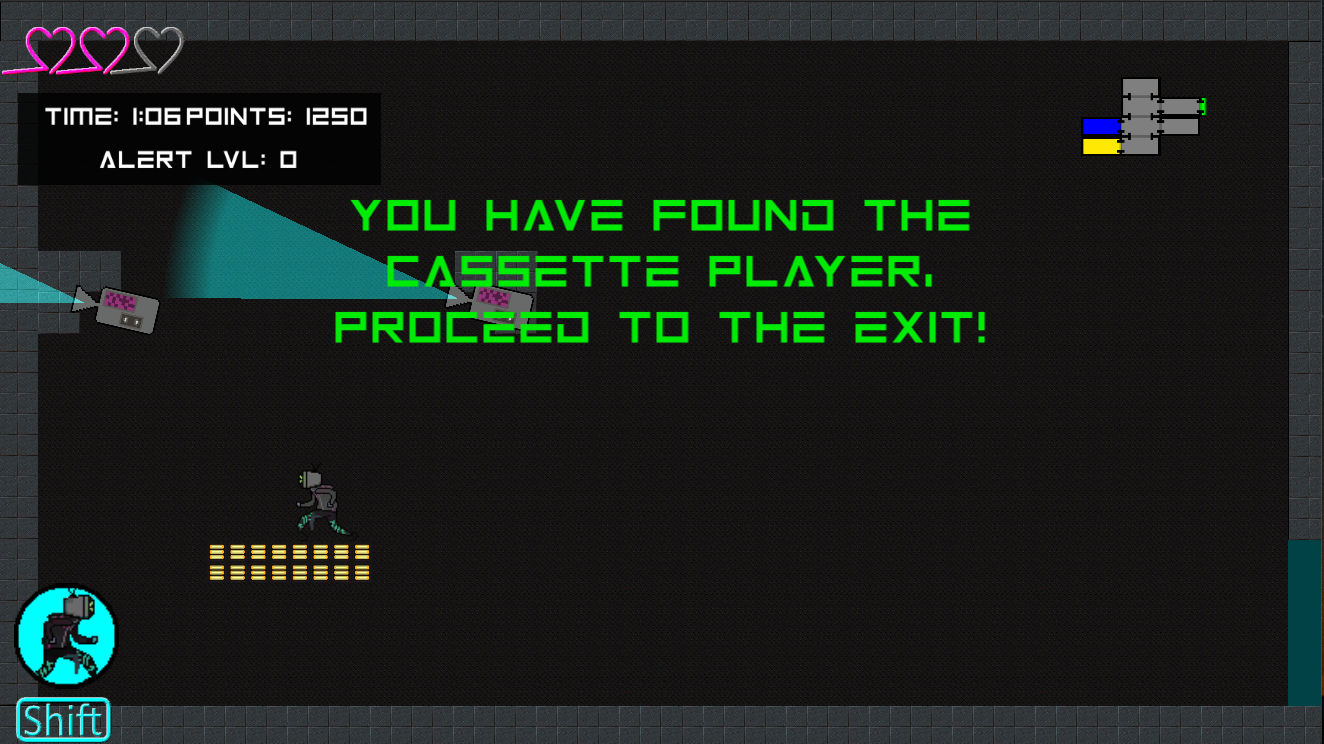 TIME: 1:06 POINTS: 1250
ALERT LVL: 0
YOU HAVE FOUND THE
CASSETTE PLAYER,
PROCEED TO THE EXIT!
Shift